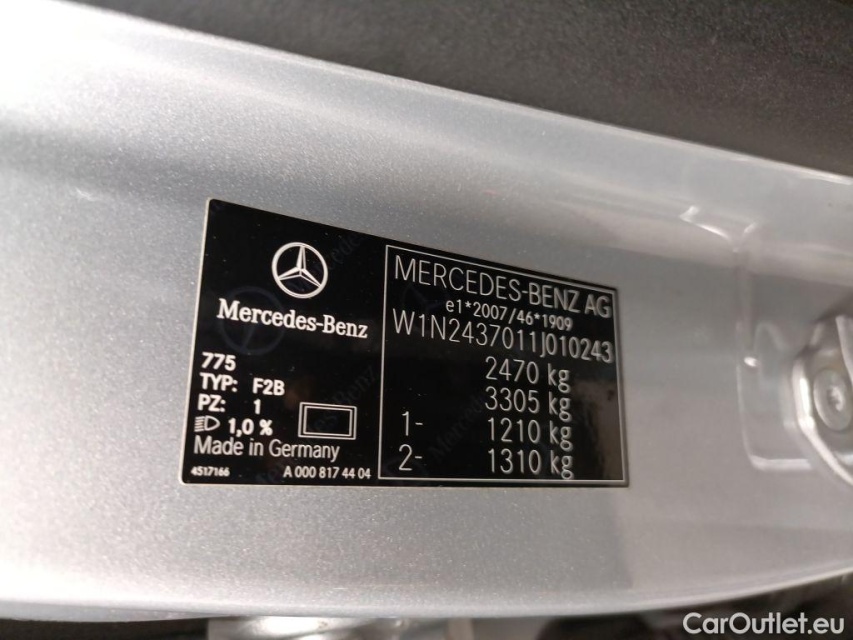 Mercedes-Benz
775
TYP: F2B
PZ: 1
1,0 %
Made in Germany
4517166 A 000 817 44 04
MERCEDES-BENZ AG
e1*2007/46*1909
W1N2437011J010243
2470 kg
3305 kg
1- 1210 kg
2- 1310 kg
CarOutlet.eu